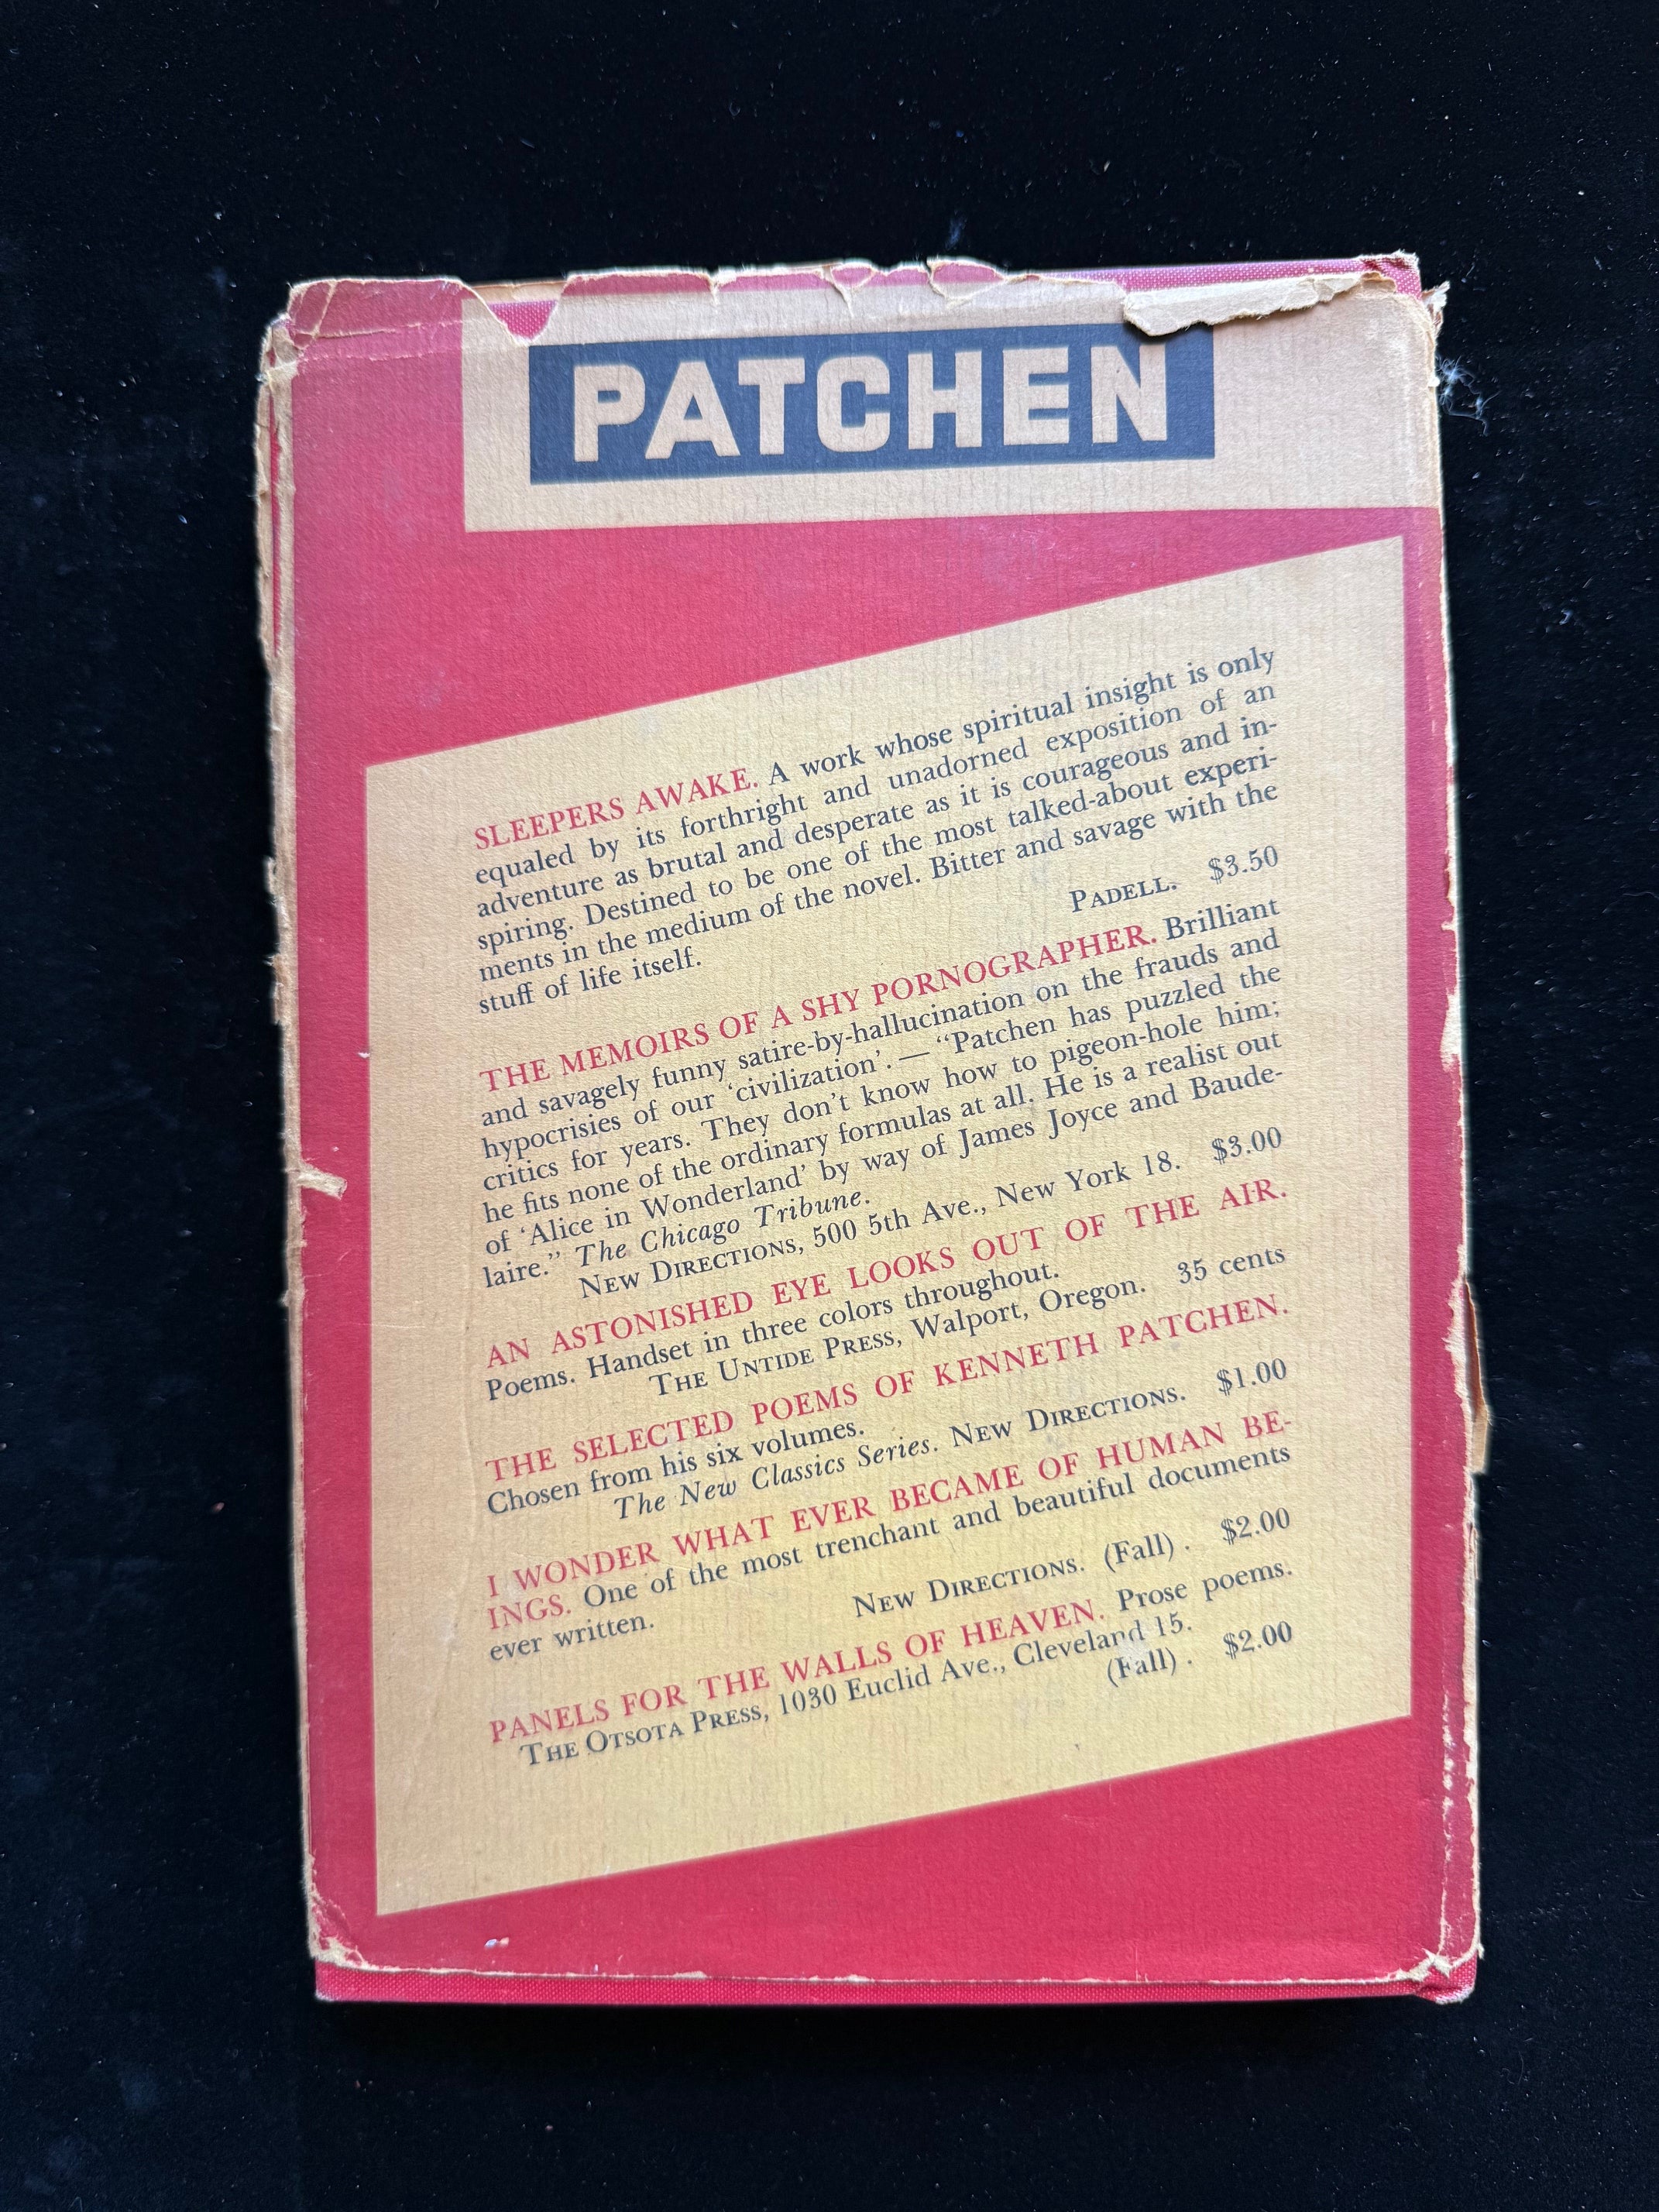 PATCHEN
SLEEPERS AWAKE. A work whose spiritual insight is only
equaled by its forthright and unadorned exposition of an
adventure as brutal and desperate as it is courageous and in-
spiring. Destined to be one of the most talked-about experi-
ments in the medium of the novel. Bitter and savage with the
stuff of life itself.
PADELL. $3.50
THE MEMOIRS OF A SHY PORNOGRAPHER. Brilliant
and savagely funny satire-by-hallucination on the frauds and
hypocrisies of our ‘civilization’. — “Patchen has puzzled the
critics for years. They don’t know how to pigeon-hole him;
he fits none of the ordinary formulas at all. He is a realist out
of ‘Alice in Wonderland’ by way of James Joyce and Baude-
laire.” The Chicago Tribune.
NEW DIRECTIONS, 500 5th Ave., New York 18. $3.00
AN ASTONISHED EYE LOOKS OUT OF THE AIR.
Poems. Handset in three colors throughout.
THE UNTIDE PRESS, Walport, Oregon. 35 cents
THE SELECTED POEMS OF KENNETH PATCHEN.
Chosen from his six volumes.
The New Classics Series. NEW DIRECTIONS. $1.00
I WONDER WHAT EVER BECAME OF HUMAN BE-
INGS. One of the most trenchant and beautiful documents
ever written.
NEW DIRECTIONS. (Fall). $2.00
PANELS FOR THE WALLS OF HEAVEN. Prose poems.
THE OTSOTA PRESS, 1030 Euclid Ave., Cleveland 15.
(Fall). $2.00